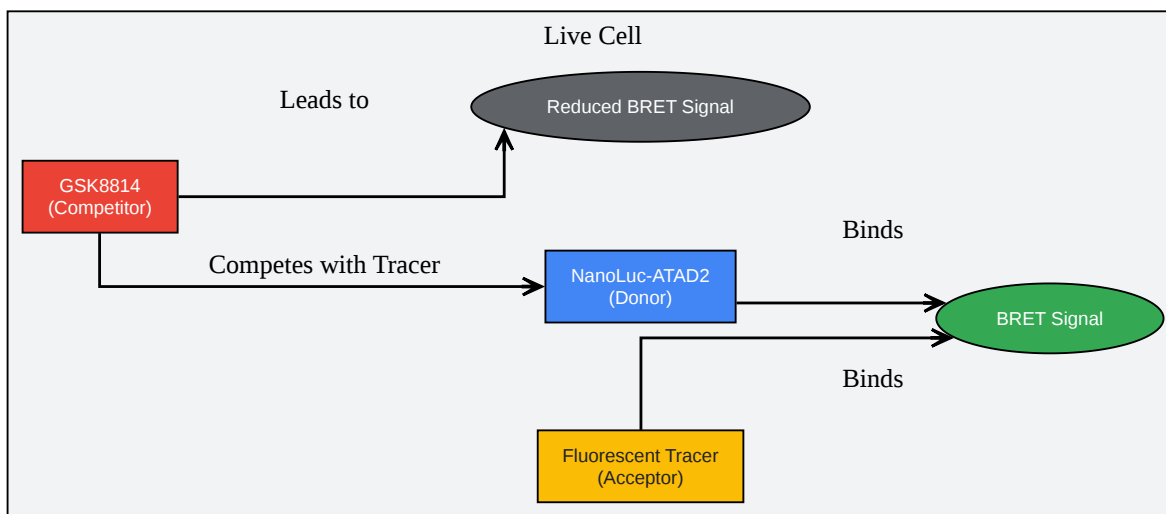 Live Cell
Leads to
Reduced BRET Signal
GSK8814
(Competitor)
Competes with Tracer
NanoLuc-ATAD2
(Donor)
Binds
BRET Signal
Binds
Fluorescent Tracer
(Acceptor)